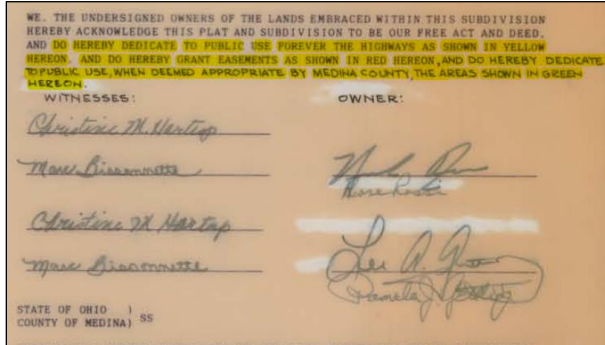 WE, THE UNDERSIGNED OWNERS OF THE LANDS EMBRACED WITHIN THIS SUBDIVISION
HEREBY ACKNOWLEDGE THIS PLAT AND SUBDIVISION TO BE OUR FREE ACT AND DEED.
AND DO HEREBY DEDICATE TO PUBLIC USE FOREVER THE HIGHWAYS AS SHOWN IN YELLOW
HEREON. AND DO HEREBY GRANT EASEMENTS AS SHOWN IN RED HEREON, AND DO HEREBY DEDICATE
TO PUBLIC USE, WHEN DEEMED APPROPRIATE BY MEDINA COUNTY, THE AREAS SHOWN IN GREEN
HEREON.
WITNESSES: OWNER:
Christine M. Hartup
Marc Bissonnette
Christine M Hartup
Marc Bissonnette Lee A.
Pamela J.
STATE OF OHIO )
COUNTY OF MEDINA) SS